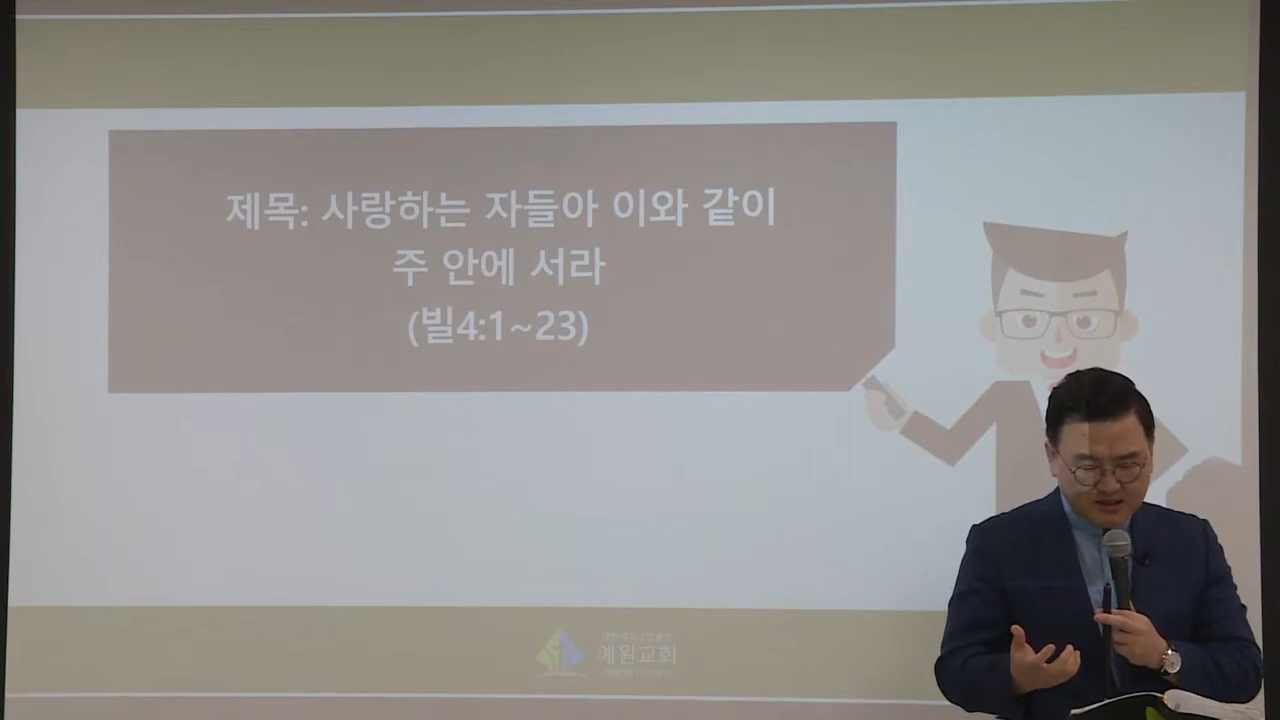 제목: 사랑하는 자들아 이와 같이
주 안에 서라
(빌4:1~23)
예원교회